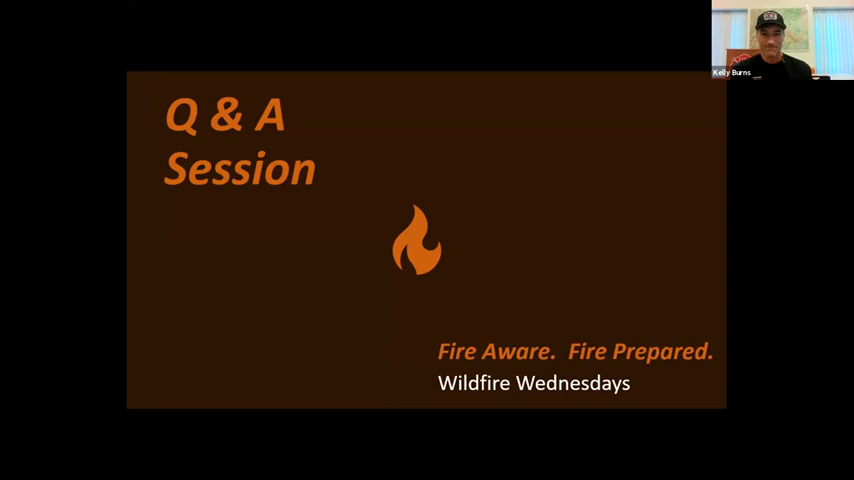 Kelly Burns
Q & A
Session
Fire Aware.  Fire Prepared.
Wildfire Wednesdays